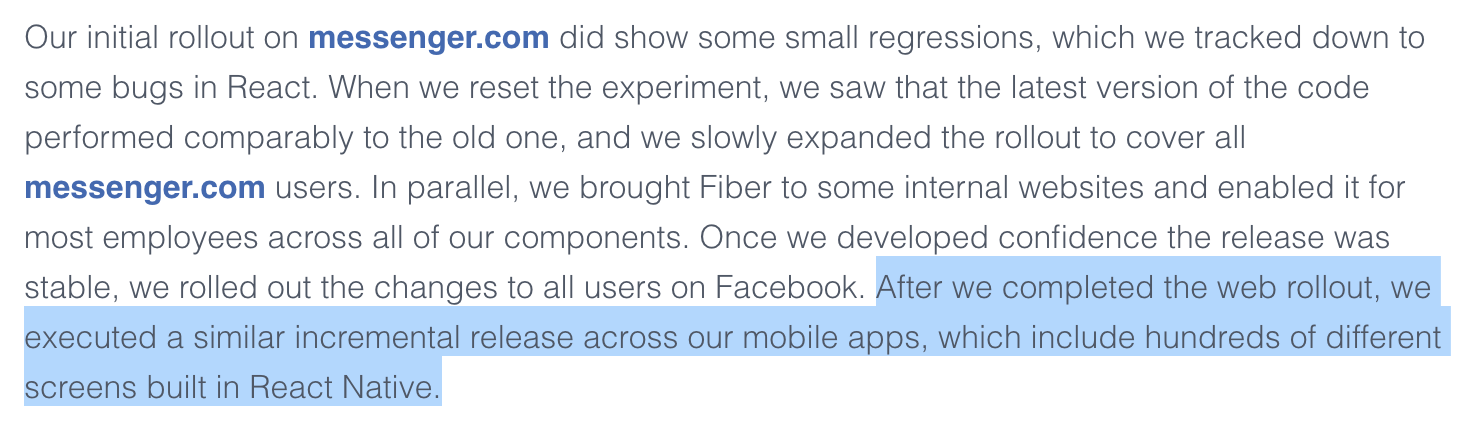 Our initial rollout on messenger.com did show some small regressions, which we tracked down to
some bugs in React. When we reset the experiment, we saw that the latest version of the code
performed comparably to the old one, and we slowly expanded the rollout to cover all
messenger.com users. In parallel, we brought Fiber to some internal websites and enabled it for
most employees across all of our components. Once we developed confidence the release was
stable, we rolled out the changes to all users on Facebook. After we completed the web rollout, we
executed a similar incremental release across our mobile apps, which include hundreds of different
screens built in React Native.